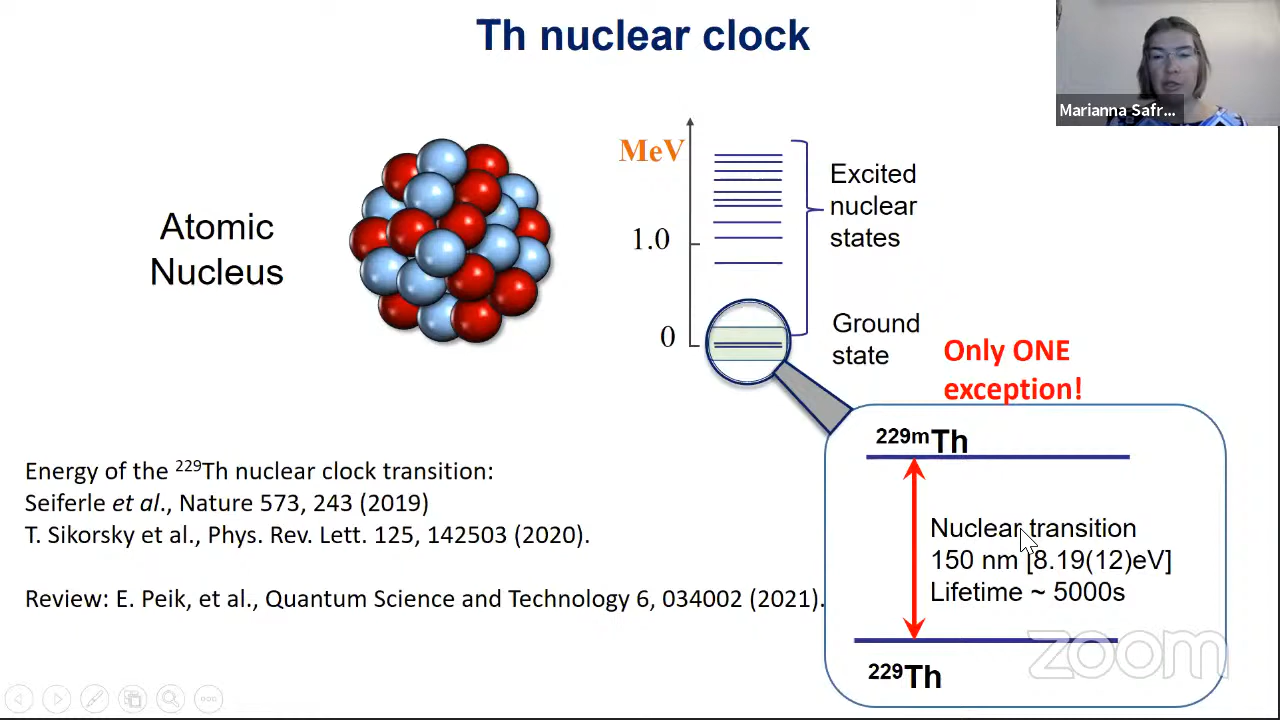 Th nuclear clock
Marianna Safr...
Atomic
Nucleus
MeV
1.0
0
Excited
nuclear
states
Ground
state
Only ONE
exception!
229mTh
Nuclear transition
150 nm [8.19(12)eV]
Lifetime ~ 5000s
229Th
Energy of the 229Th nuclear clock transition:
Seiferle et al., Nature 573, 243 (2019)
T. Sikorsky et al., Phys. Rev. Lett. 125, 142503 (2020).
Review: E. Peik, et al., Quantum Science and Technology 6, 034002 (2021).
zoom